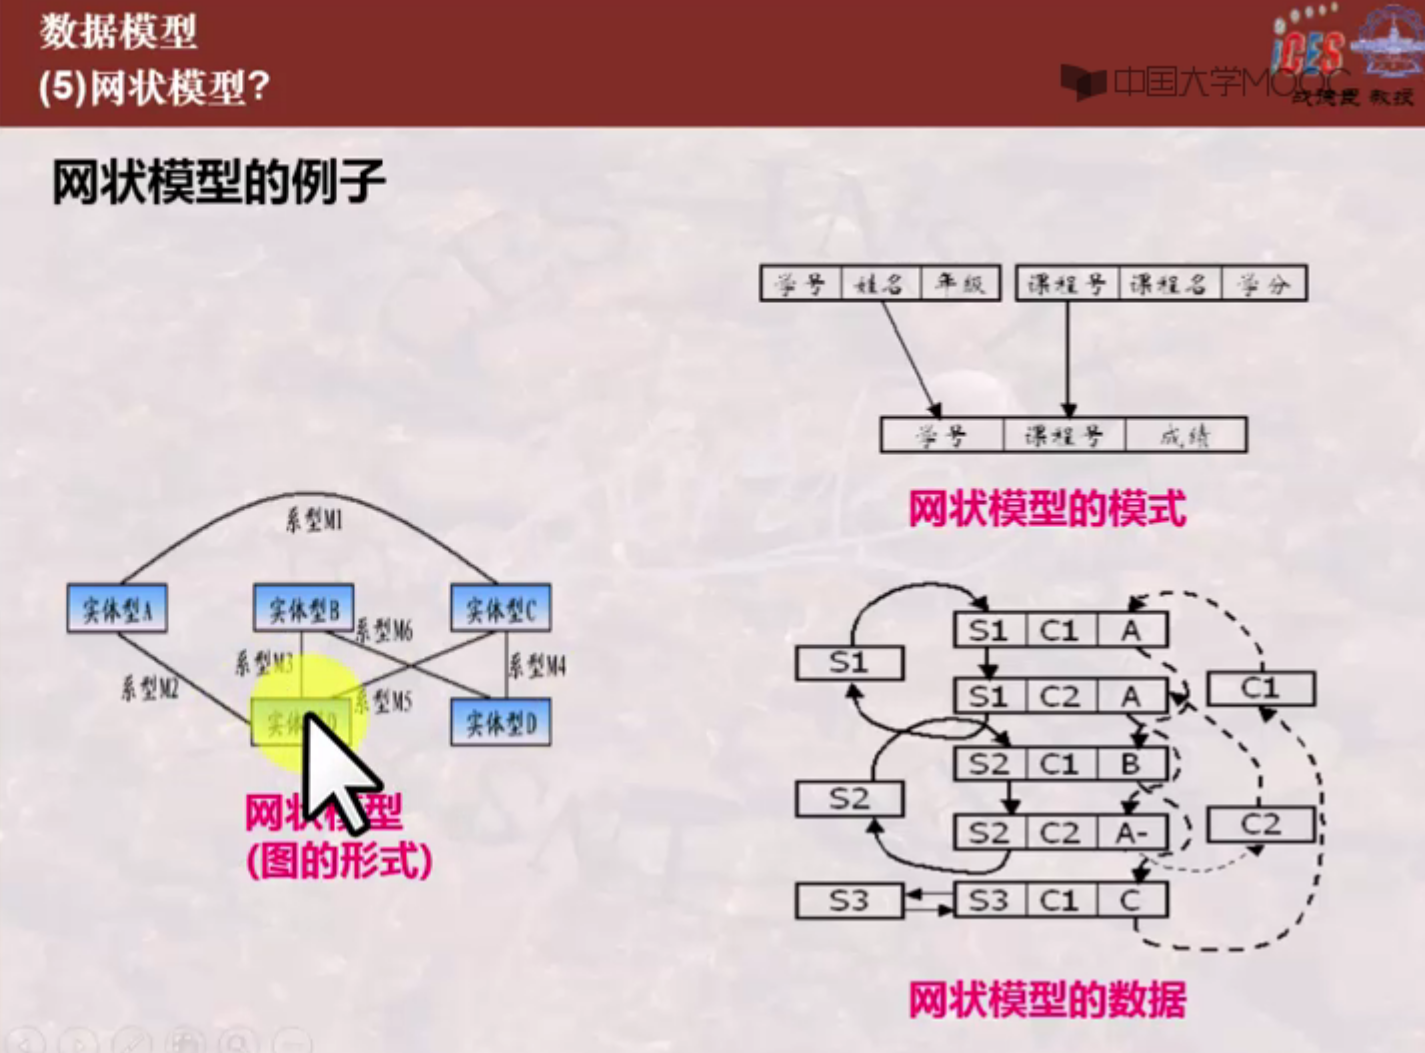 数据模型
(5)网状模型?
中国大学MOOC
战德臣 教授
网状模型的例子
学号 姓名 年级
课程号 课程名 学分
学号 课程号 成绩
网状模型的模式
系型M1
实体型A
实体型B
实体型C
系型M6
系型M3
系型M4
系型M2
系型M5
实体型D
网状模型
(图的形式)
S1 C1 A
S1
S1 C2 A
C1
S2 C1 B
S2
S2 C2 A-
C2
S3
S3 C1 C
网状模型的数据